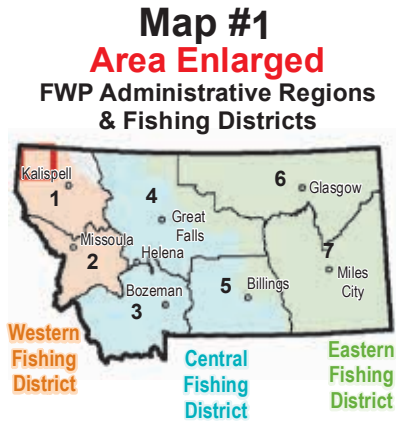 Map #1
Area Enlarged
FWP Administrative Regions
& Fishing Districts
Kalispell
1
4
6
Glasgow
Great
Falls
Missoula
2
Helena
7
Miles
City
Bozeman
3
5
Billings
Western
Fishing
District
Central
Fishing
District
Eastern
Fishing
District